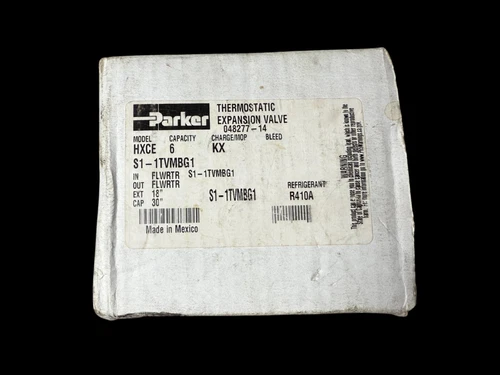 Parker
THERMOSTATIC
EXPANSION VALVE
048277-14
MODEL CAPACITY CHARGE/MOP BLEED
HXCE 6 KX
S1-1TVMBG1
IN FLWRTR S1-1TVMBG1
OUT FLWRTR
EXT 18"
CAP 30"
S1-1TVMBG1
REFRIGERANT
R410A
Made in Mexico
WARNING